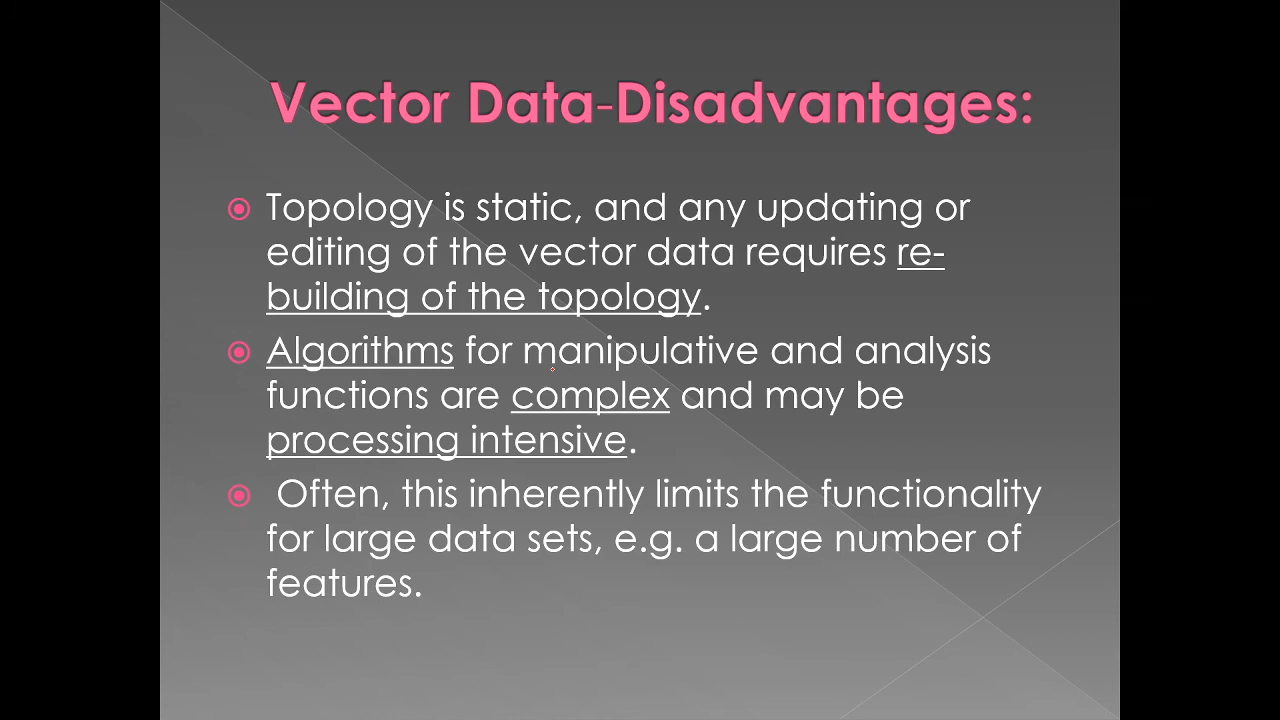 Vector Data-Disadvantages:
Topology is static, and any updating or
editing of the vector data requires re-
building of the topology.
Algorithms for manipulative and analysis
functions are complex and may be
processing intensive.
Often, this inherently limits the functionality
for large data sets, e.g. a large number of
features.